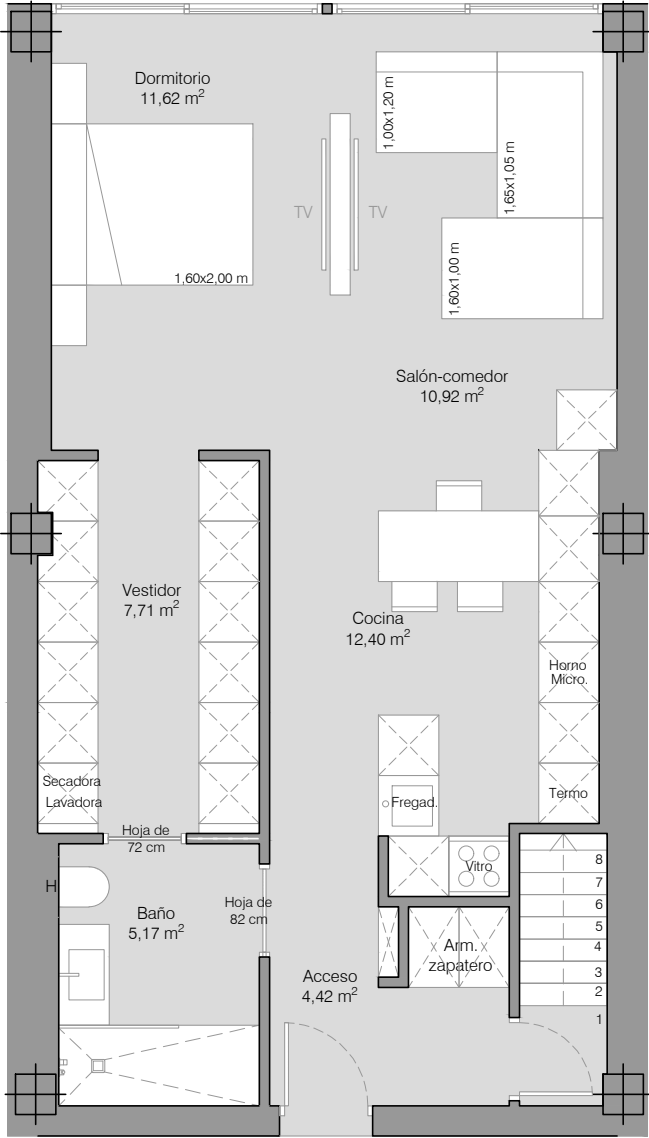 Dormitorio
11,62 m²
1,00x1,20 m
1,65x1,05 m
TV
TV
1,60x1,00 m
1,60x2,00 m
Salón-comedor
10,92 m²
Vestidor
7,71 m²
Cocina
12,40 m²
Horno
Micro.
Secadora
Lavadora
Fregad.
Termo
Hoja de
72 cm
Vitro
8
7
6
5
4
3
2
1
H
Baño
5,17 m²
Hoja de
82 cm
Arm.
zapatero
Acceso
4,42 m²